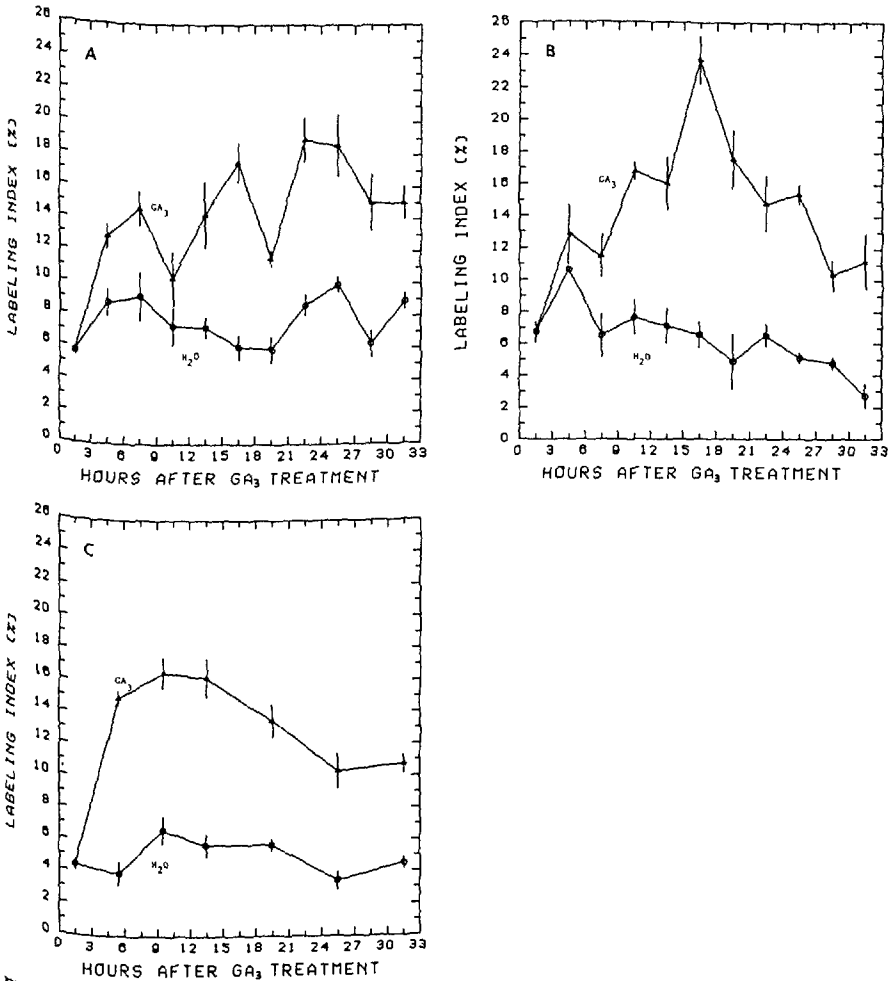 A
LABELING INDEX (%)
26
24
22
20
18
16
14
12
10
8
6
4
2
0
GA3
H2O
0 3 6 9 12 15 18 21 24 27 30 33
HOURS AFTER GA3 TREATMENT
B
LABELING INDEX (%)
26
24
22
20
18
16
14
12
10
8
6
4
2
0
GA3
H2O
0 3 6 9 12 15 18 21 24 27 30 33
HOURS AFTER GA3 TREATMENT
C
LABELING INDEX (%)
26
24
22
20
18
16
14
12
10
8
6
4
2
0
GA3
H2O
0 3 6 9 12 15 18 21 24 27 30 33
HOURS AFTER GA3 TREATMENT